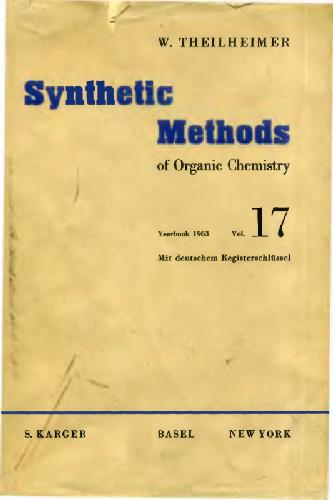 W. THEILHEIMER
Synthetic
Methods
of Organic Chemistry
Yearbook 1963 Vol. 17
Mit deutschem Registerschlüssel
S. KARGER BASEL NEW YORK